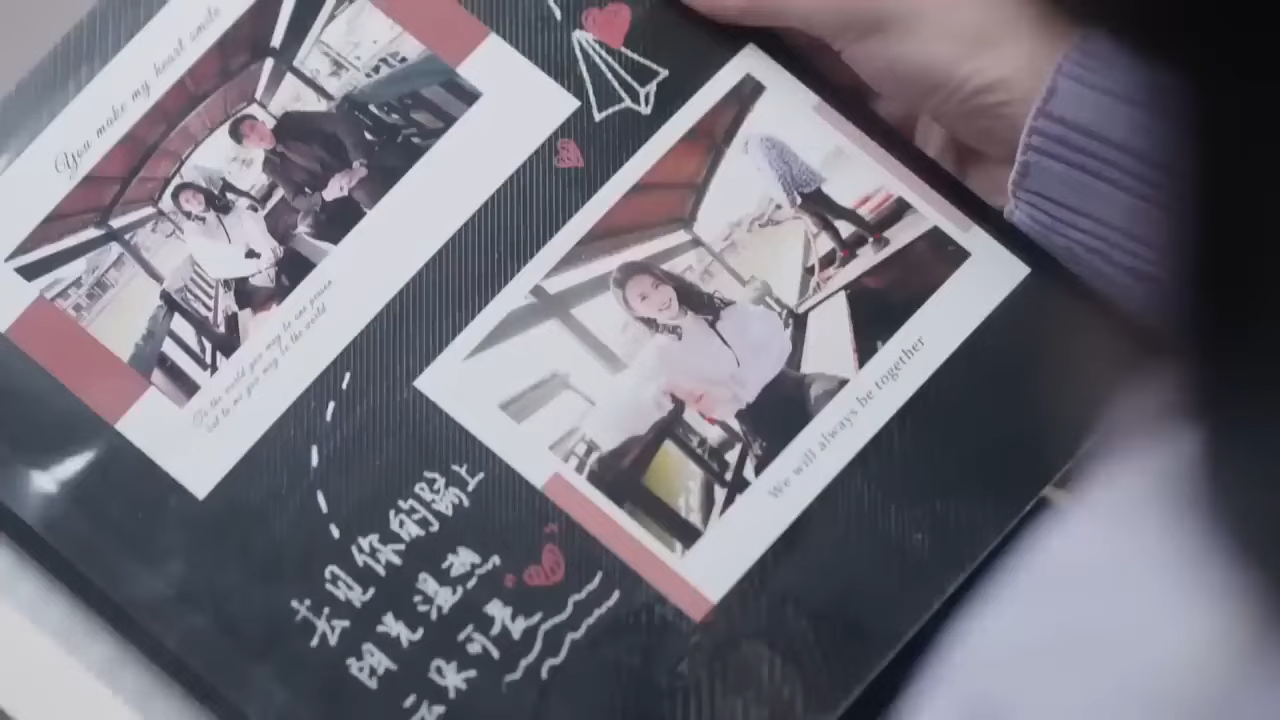 You make my heart smile
To the world you may be one person
but to me you may be the world
We will always be together
去见你的路上
阳光温热
云朵可是